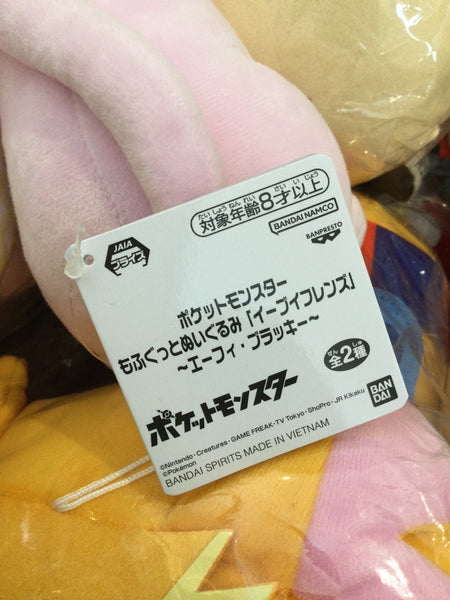 たいしょうねんれい さい いじょう
対象年齢8才以上
JAIA
プライズ
BANDAI NAMCO
BANPRESTO
ポケットモンスター
もふぐっとぬいぐるみ「イーブイフレンズ」
～エーフィ・ブラッキー～
ぜん しゅ
全2種
ポケットモンスター
BAN
DAI
©Nintendo・Creatures・GAME FREAK・TV Tokyo・ShoPro・JR Kikaku
©Pokémon
BANDAI SPIRITS MADE IN VIETNAM